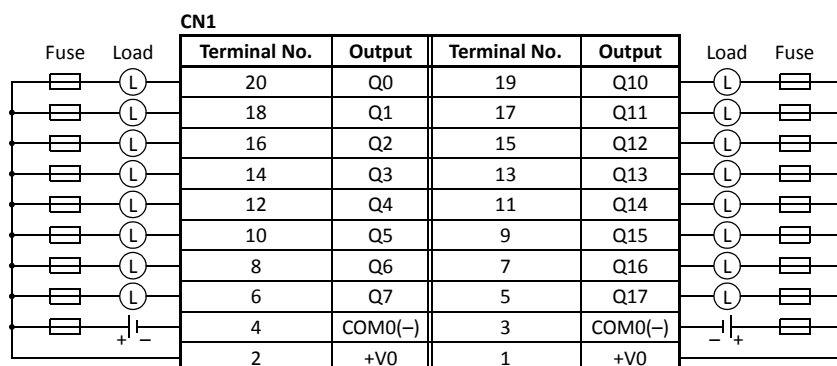 CN1
Fuse Load Terminal No. Output Terminal No. Output Load Fuse
L 20 Q0 19 Q10 L
L 18 Q1 17 Q11 L
L 16 Q2 15 Q12 L
L 14 Q3 13 Q13 L
L 12 Q4 11 Q14 L
L 10 Q5 9 Q15 L
L 8 Q6 7 Q16 L
L 6 Q7 5 Q17 L
+ – 4 COM0(–) 3 COM0(–) – +
2 +V0 1 +V0